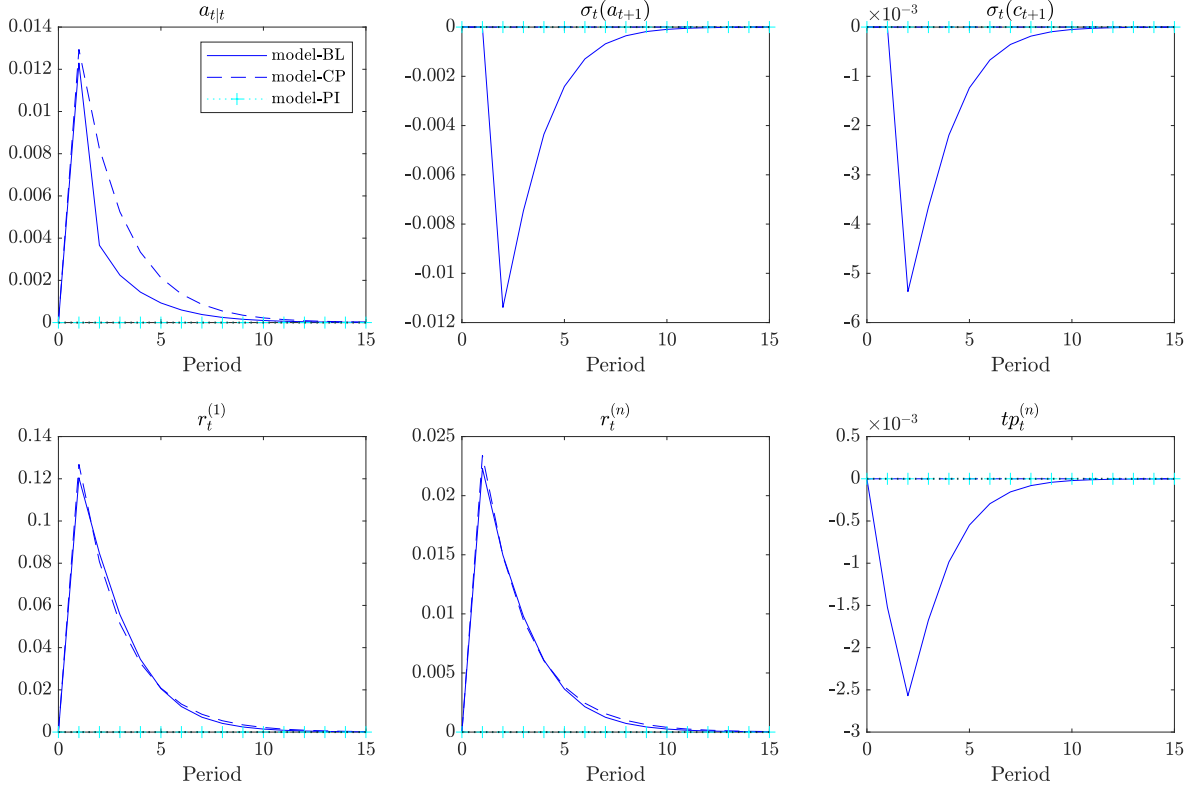 a_{t|t}
0.014
0.012
0.01
0.008
0.006
0.004
0.002
0
0 5 10 15
Period
model-BL
model-CP
model-PI
σ_t(a_{t+1})
0
-0.002
-0.004
-0.006
-0.008
-0.01
-0.012
0 5 10 15
Period
σ_t(c_{t+1})
×10^{-3}
0
-1
-2
-3
-4
-5
-6
0 5 10 15
Period
r_t^{(1)}
0.14
0.12
0.1
0.08
0.06
0.04
0.02
0
0 5 10 15
Period
r_t^{(n)}
0.025
0.02
0.015
0.01
0.005
0
0 5 10 15
Period
tp_t^{(n)}
×10^{-3}
0.5
0
-0.5
-1
-1.5
-2
-2.5
-3
0 5 10 15
Period